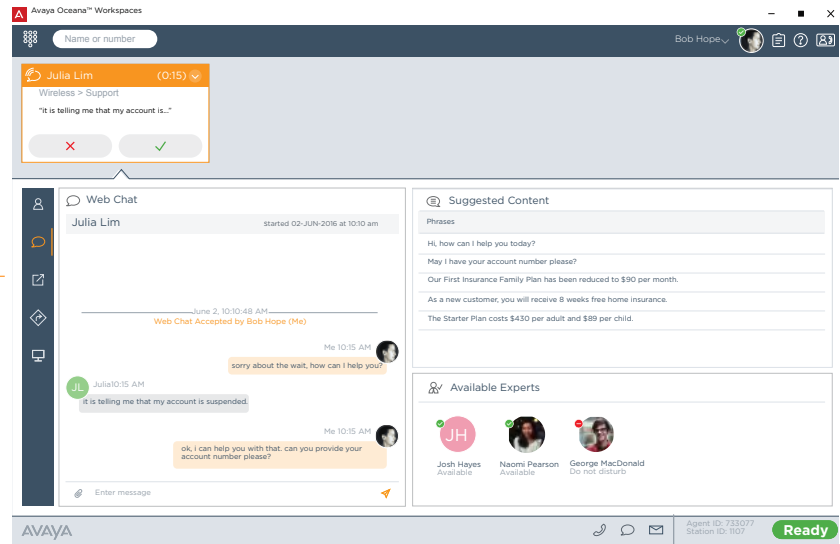 Avaya Oceana™ Workspaces
Name or number
Bob Hope
Julia Lim (0:15)
Wireless > Support
"it is telling me that my account is..."
Web Chat
Julia Lim Started 02-JUN-2016 at 10:10 am
June 2, 10:10:48 AM
Web Chat Accepted by Bob Hope (Me)
Me 10:15 AM
sorry about the wait, how can I help you?
JL
Julia10:15 AM
it is telling me that my account is suspended.
Me 10:15 AM
ok, i can help you with that. can you provide your
account number please?
Enter message
Suggested Content
Phrases
Hi, how can I help you today?
May I have your account number please?
Our First Insurance Family Plan has been reduced to $90 per month.
As a new customer, you will receive 8 weeks free home insurance.
The Starter Plan costs $430 per adult and $89 per child.
Available Experts
JH
Josh Hayes Naomi Pearson George MacDonald
Available Available Do not disturb
AVAYA
Agent ID: 733077
Station ID: 1107
Ready